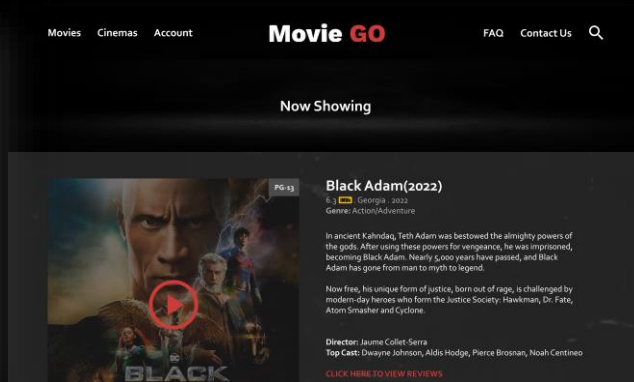 Movies Cinemas Account Movie GO FAQ Contact Us
Now Showing
PG-13
Black Adam(2022)
6.3 IMDb . Georgia . 2022
Genre: Action/Adventure
In ancient Kahndaq, Teth Adam was bestowed the almighty powers of
the gods. After using these powers for vengeance, he was imprisoned,
becoming Black Adam. Nearly 5,000 years have passed, and Black
Adam has gone from man to myth to legend.
Now free, his unique form of justice, born out of rage, is challenged by
modern-day heroes who form the Justice Society: Hawkman, Dr. Fate,
Atom Smasher and Cyclone.
Director: Jaume Collet-Serra
Top Cast: Dwayne Johnson, Aldis Hodge, Pierce Brosnan, Noah Centineo
DC
BLACK
CLICK HERE TO VIEW REVIEWS